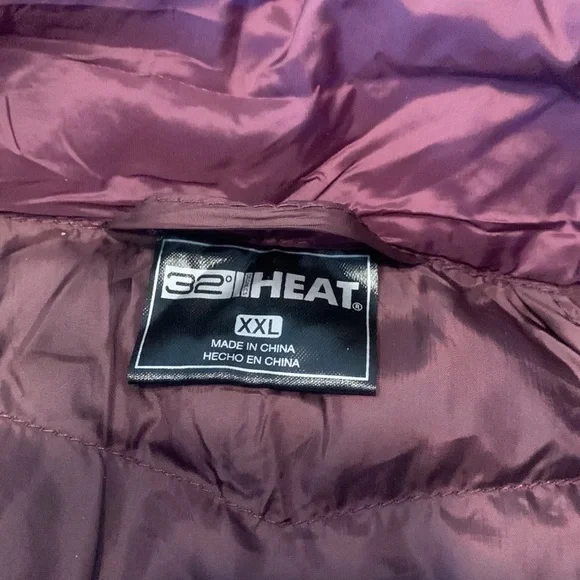 32° HEAT®
XXL
MADE IN CHINA
HECHO EN CHINA